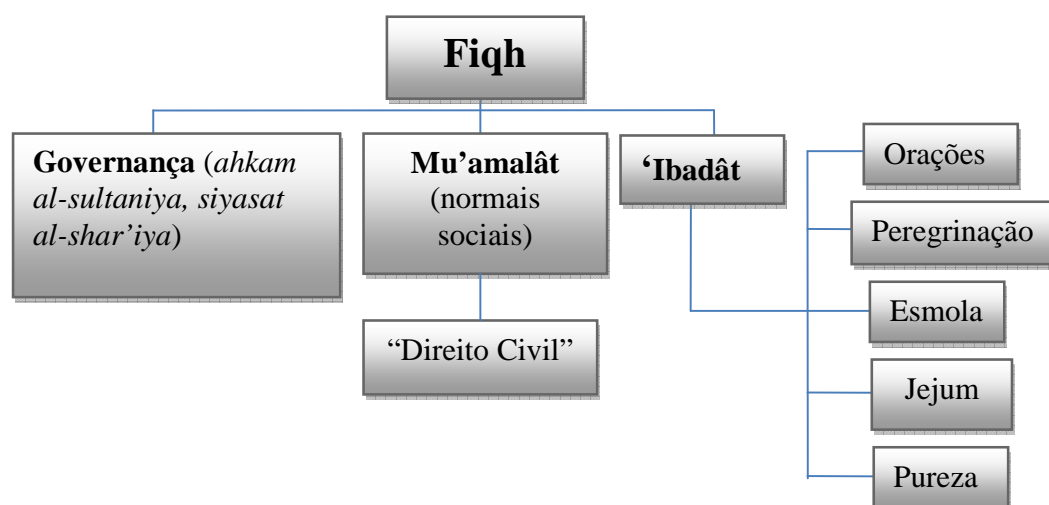 Fiqh
Governança (ahkam
al-sultaniya, siyasat
al-shar’iya)
Mu’amalât
(normais
sociais)
“Direito Civil”
‘Ibadât
Orações
Peregrinação
Esmola
Jejum
Pureza